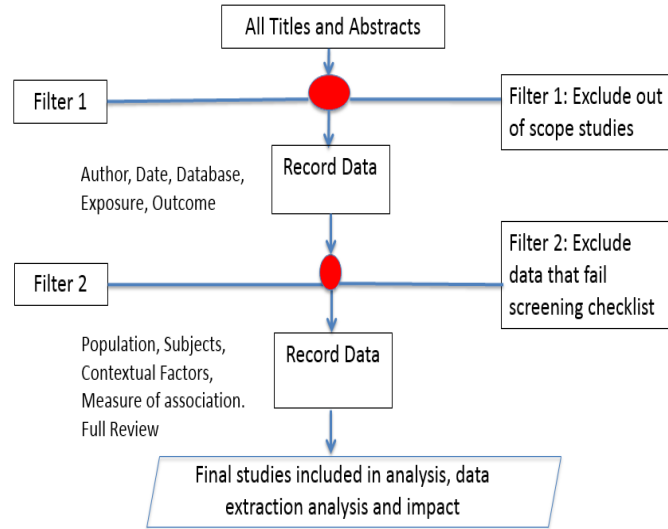 All Titles and Abstracts
Filter 1
Filter 1: Exclude out
of scope studies
Author, Date, Database,
Exposure, Outcome
Record Data
Filter 2
Filter 2: Exclude
data that fail
screening checklist
Population, Subjects,
Contextual Factors,
Measure of association.
Full Review
Record Data
Final studies included in analysis, data
extraction analysis and impact